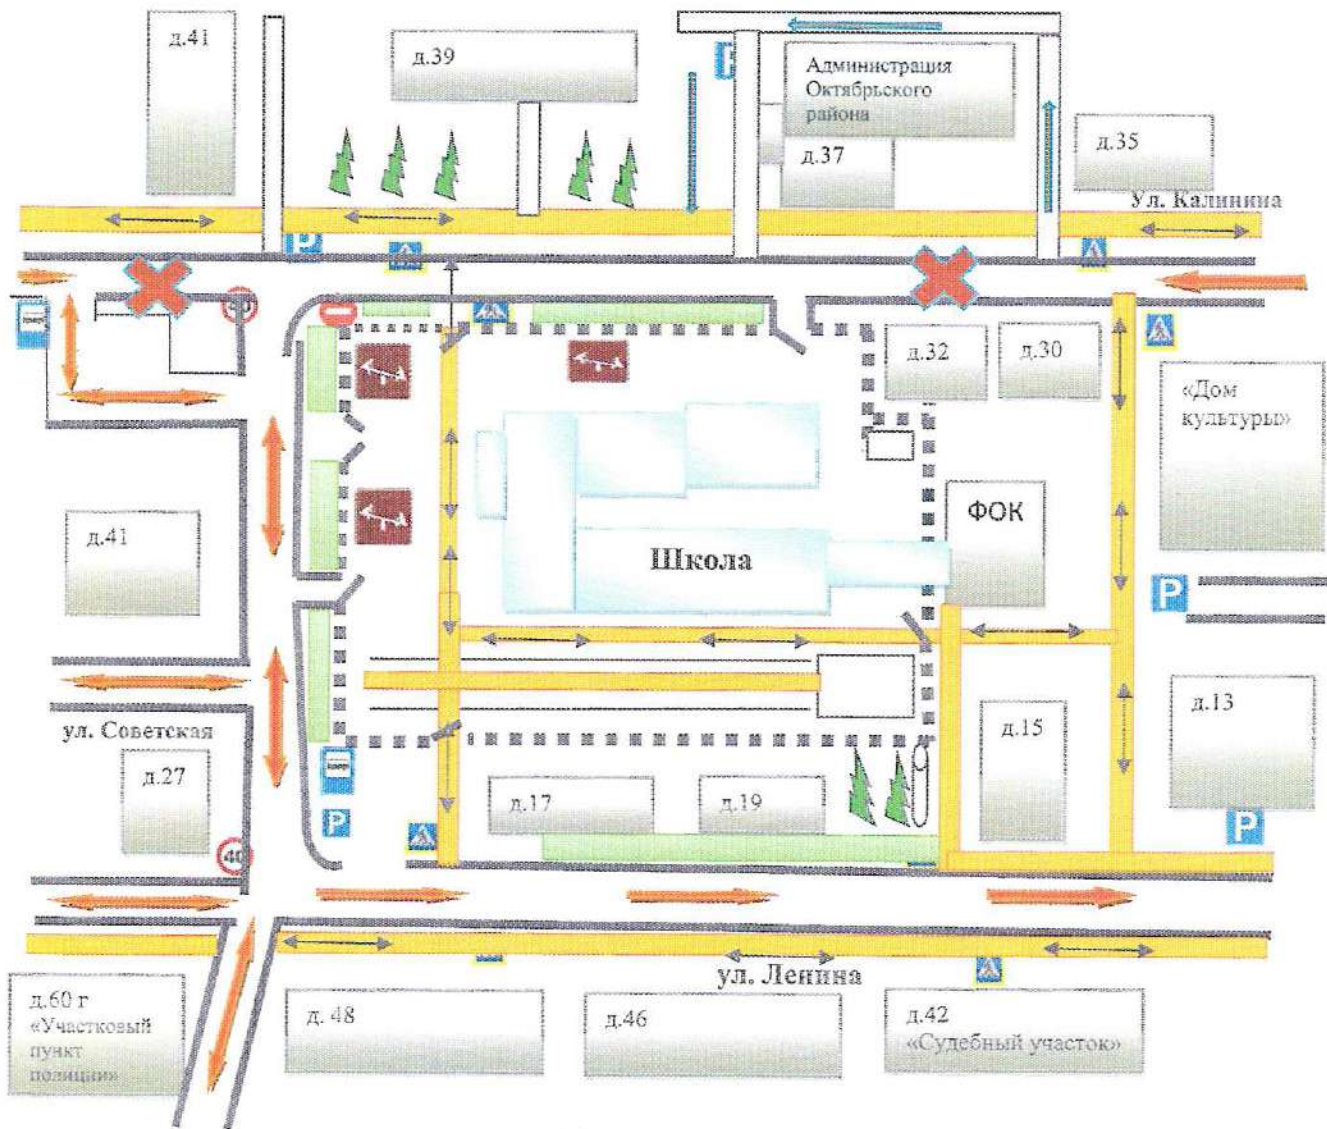 д.41
д.39
Администрация
Октябрьского
района
д.37
д.35
Ул. Калинина
P
40
д.32
д.30
«Дом
культуры»
д.41
ФОК
Школа
P
ул. Советская
д.27
д.15
д.13
д.17
д.19
P
P
40
ул. Ленина
д.60 г
«Участковый
пункт
полиции»
д. 48
д.46
д.42
«Судебный участок»